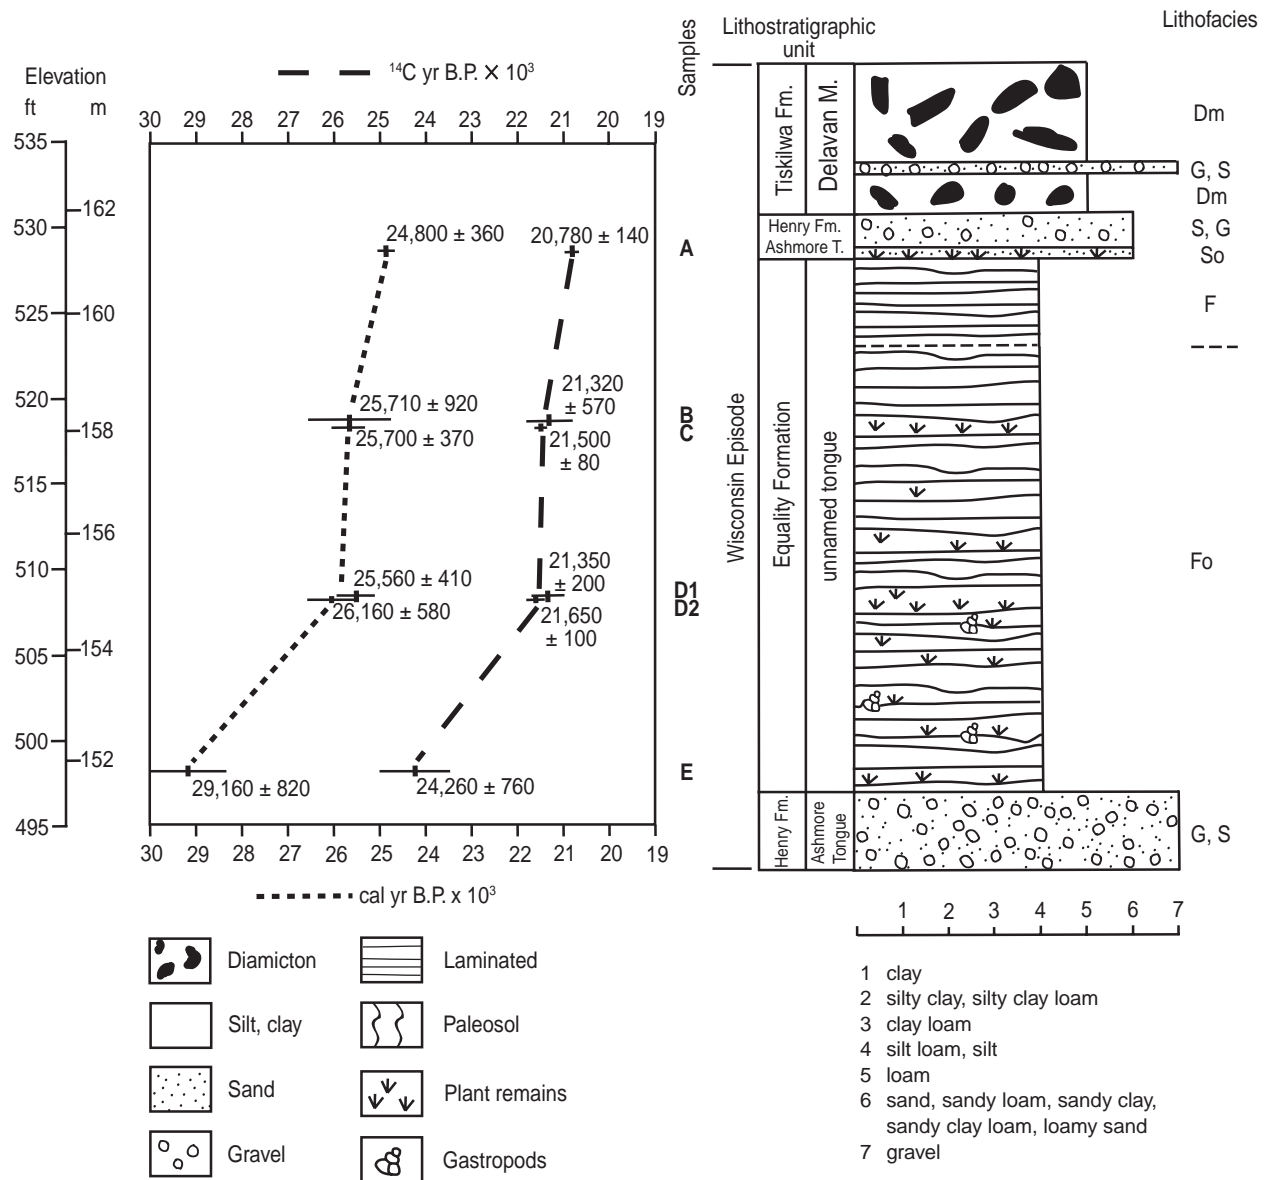 Samples
Lithostratigraphic
unit
Lithofacies
Elevation
ft m
¹⁴C yr B.P. × 10³
30 29 28 27 26 25 24 23 22 21 20 19
535
530
525
520
515
510
505
500
495
162
160
158
156
154
152
24,800 ± 360
20,780 ± 140
25,710 ± 920
25,700 ± 370
21,320
± 570
21,500
± 80
25,560 ± 410
26,160 ± 580
21,350
± 200
21,650
± 100
29,160 ± 820
24,260 ± 760
30 29 28 27 26 25 24 23 22 21 20 19
cal yr B.P. x 10³
A
B
C
D1
D2
E
Wisconsin Episode
Tiskilwa Fm.
Delavan M.
Henry Fm.
Ashmore T.
Equality Formation
unnamed tongue
Henry Fm.
Ashmore
Tongue
Dm
G, S
Dm
S, G
So
F
Fo
G, S
1 2 3 4 5 6 7
Diamicton
Silt, clay
Sand
Gravel
Laminated
Paleosol
Plant remains
Gastropods
1 clay
2 silty clay, silty clay loam
3 clay loam
4 silt loam, silt
5 loam
6 sand, sandy loam, sandy clay,
sandy clay loam, loamy sand
7 gravel